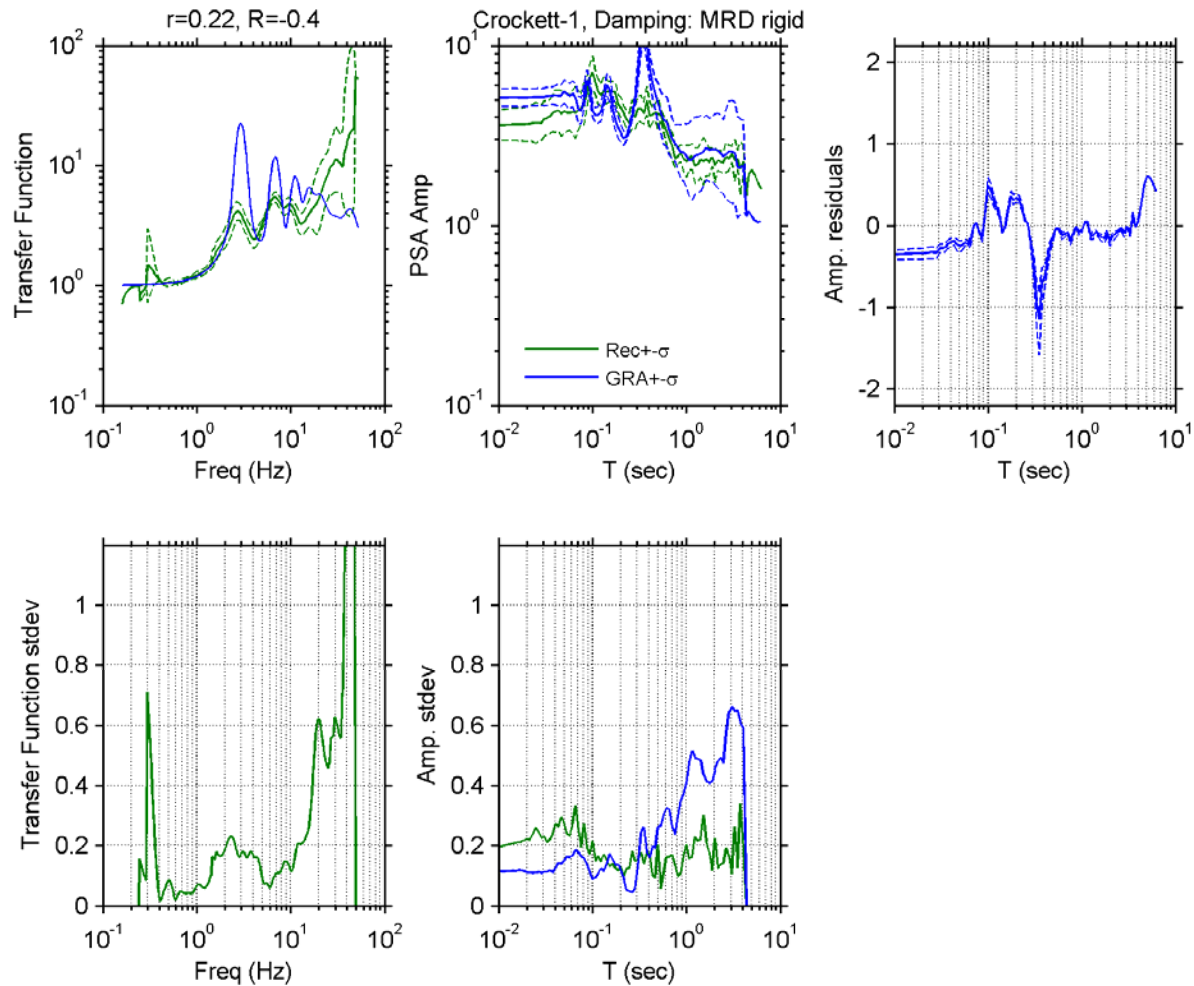 r=0.22, R=-0.4
Crockett-1, Damping: MRD rigid
Transfer Function
10^2
10^1
10^0
10^-1
10^-1 10^0 10^1 10^2
Freq (Hz)
PSA Amp
10^1
10^0
10^-1
Rec+-σ
GRA+-σ
10^-2 10^-1 10^0 10^1
T (sec)
Amp. residuals
2
1
0
-1
-2
10^-2 10^-1 10^0 10^1
T (sec)
Transfer Function stdev
1
0.8
0.6
0.4
0.2
0
10^-1 10^0 10^1 10^2
Freq (Hz)
Amp. stdev
1
0.8
0.6
0.4
0.2
0
10^-2 10^-1 10^0 10^1
T (sec)